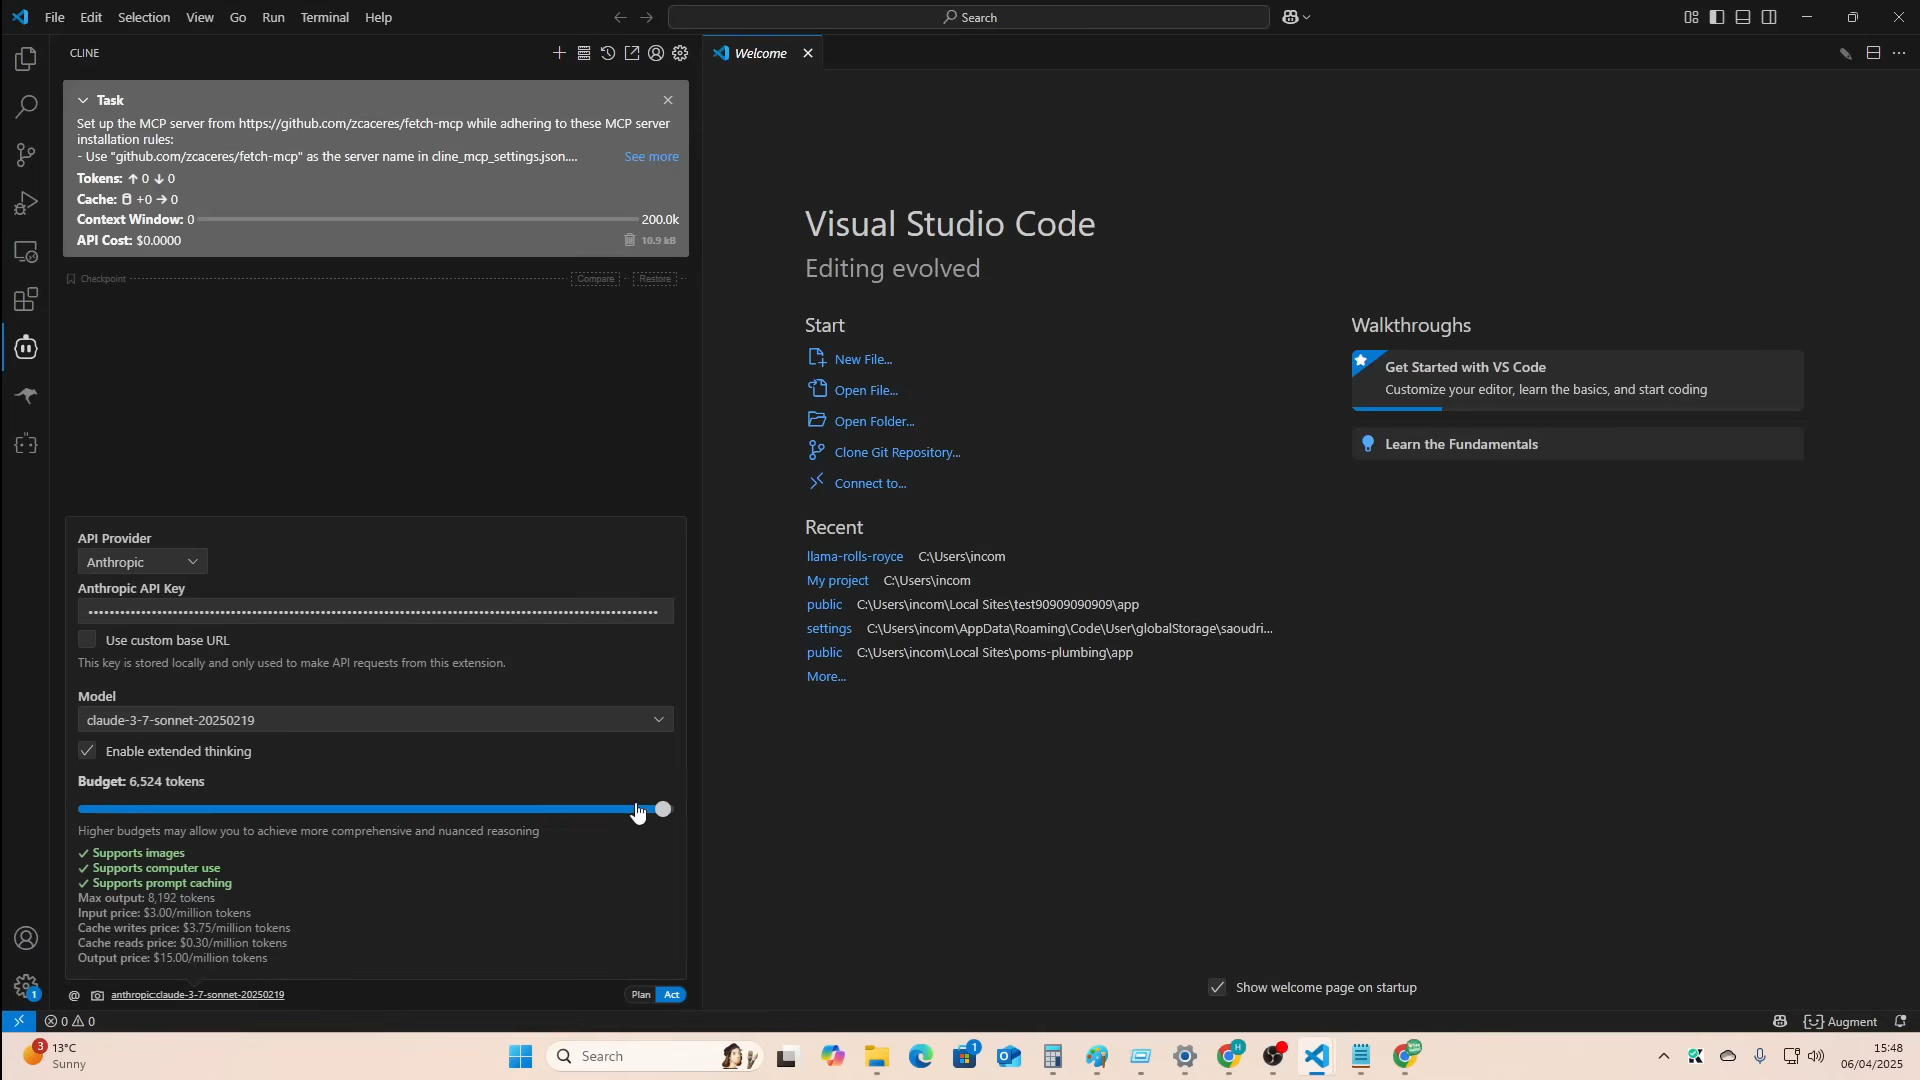 File Edit Selection View Go Run Terminal Help
Search
CLINE
Welcome
Task
Set up the MCP server from https://github.com/zcaceres/fetch-mcp while adhering to these MCP server
installation rules:
- Use "github.com/zcaceres/fetch-mcp" as the server name in cline_mcp_settings.json.... See more
Tokens: ↑ 0 ↓ 0
Cache: +0 → 0
Context Window: 0 200.0k
API Cost: $0.0000 10.9 kB
Checkpoint Compare Restore
API Provider
Anthropic
Anthropic API Key
Use custom base URL
This key is stored locally and only used to make API requests from this extension.
Model
claude-3-7-sonnet-20250219
Enable extended thinking
Budget: 6,524 tokens
Higher budgets may allow you to achieve more comprehensive and nuanced reasoning
✓ Supports images
✓ Supports computer use
✓ Supports prompt caching
Max output: 8,192 tokens
Input price: $3.00/million tokens
Cache writes price: $3.75/million tokens
Cache reads price: $0.30/million tokens
Output price: $15.00/million tokens
@ anthropic:claude-3-7-sonnet-20250219 Plan Act
Visual Studio Code
Editing evolved
Start
New File...
Open File...
Open Folder...
Clone Git Repository...
Connect to...
Recent
llama-rolls-royce C:\Users\incom
My project C:\Users\incom
public C:\Users\incom\Local Sites\test90909090909\app
settings C:\Users\incom\AppData\Roaming\Code\User\globalStorage\saoudri...
public C:\Users\incom\Local Sites\poms-plumbing\app
More...
Walkthroughs
Get Started with VS Code
Customize your editor, learn the basics, and start coding
Learn the Fundamentals
Show welcome page on startup
1
0 0
Augment
3
13°C
Sunny
Search
1
H
15:48
06/04/2025